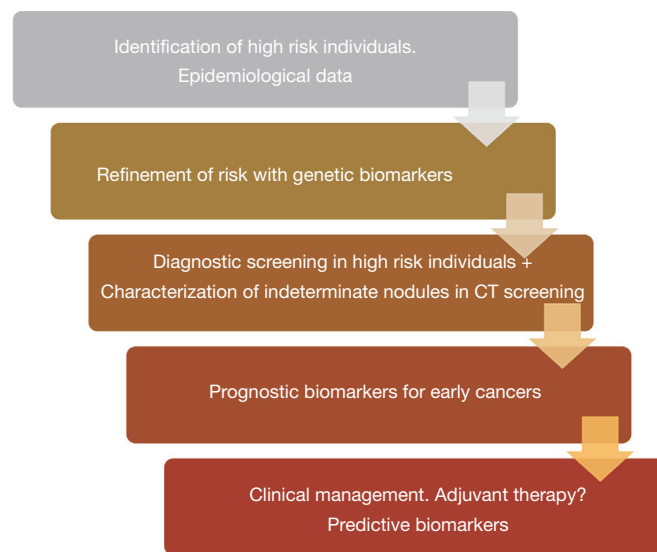 Identification of high risk individuals.
Epidemiological data
Refinement of risk with genetic biomarkers
Diagnostic screening in high risk individuals +
Characterization of indeterminate nodules in CT screening
Prognostic biomarkers for early cancers
Clinical management. Adjuvant therapy?
Predictive biomarkers